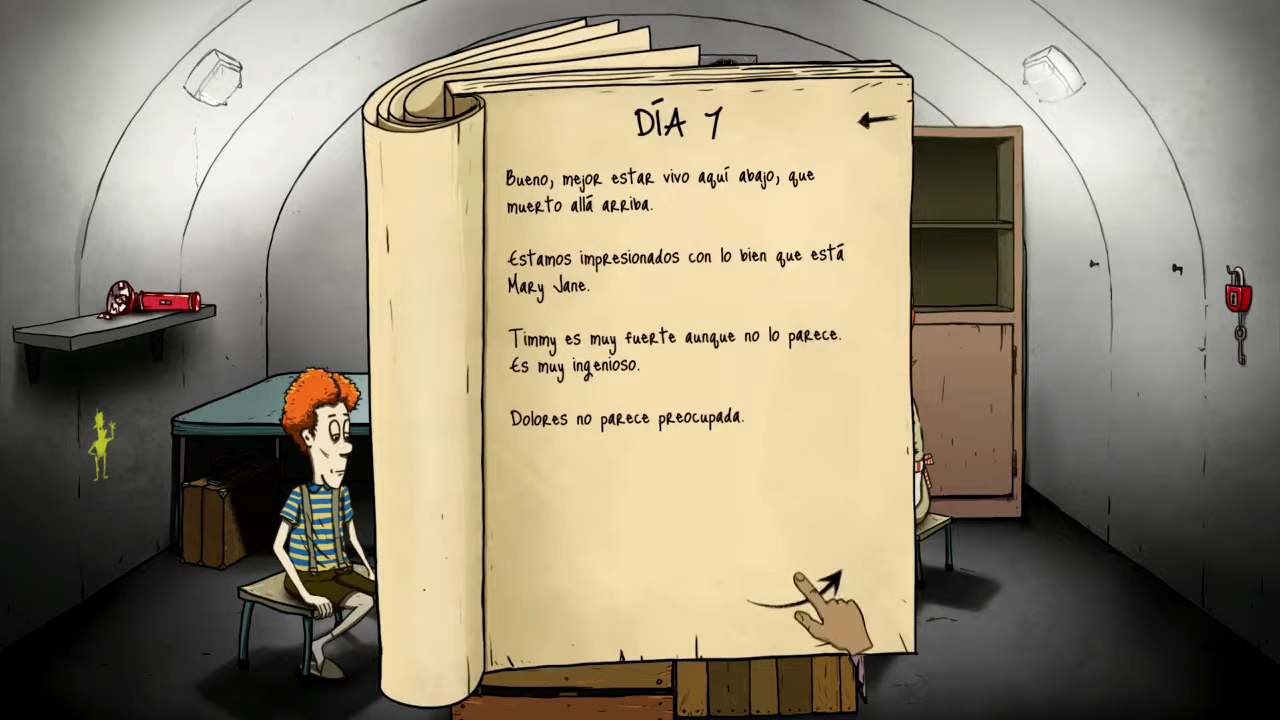 DÍA 7
Bueno, mejor estar vivo aquí abajo, que
muerto allá arriba.
Estamos impresionados con lo bien que está
Mary Jane.
Timmy es muy fuerte aunque no lo parece.
Es muy ingenioso.
Dolores no parece preocupada.